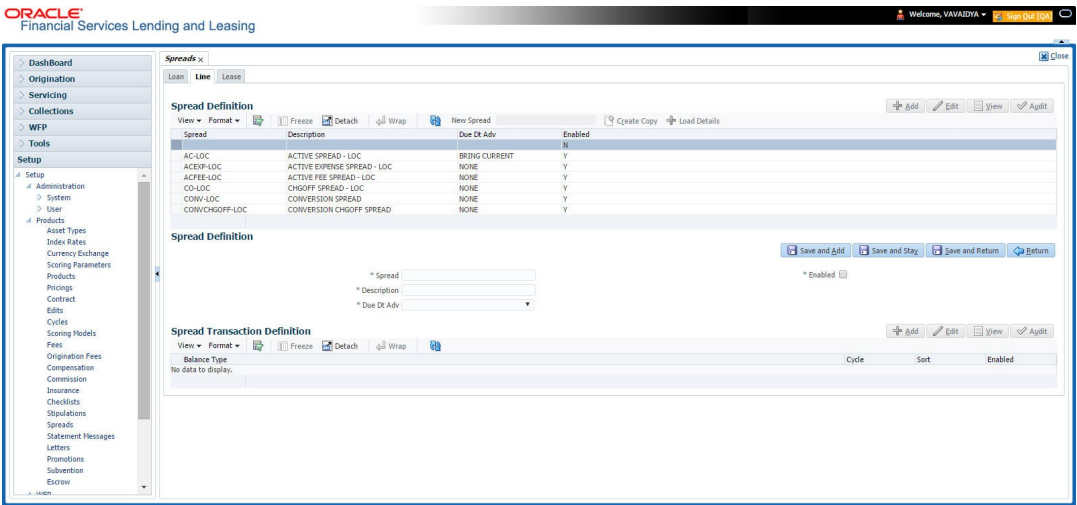 ORACLE
Financial Services Lending and Leasing
Welcome, VAVAIDYA
Sign Out [QA]
Close
DashBoard
Origination
Servicing
Collections
WFP
Tools
Setup
Setup
Administration
System
User
Products
Asset Types
Index Rates
Currency Exchange
Scoring Parameters
Products
Pricings
Contract
Edits
Cycles
Scoring Models
Fees
Origination Fees
Compensation
Commission
Insurance
Checklists
Stipulations
Spreads
Statement Messages
Letters
Promotions
Subvention
Escrow
WFP
Spreads x
Loan Line Lease
Spread Definition
Add Edit View Audit
View Format Freeze Detach Wrap New Spread Create Copy Load Details
Spread Description Due Dt Adv Enabled
N
AC-LOC ACTIVE SPREAD - LOC BRING CURRENT Y
ACEXP-LOC ACTIVE EXPENSE SPREAD - LOC NONE Y
ACFEE-LOC ACTIVE FEE SPREAD - LOC NONE Y
CO-LOC CHGOFF SPREAD - LOC NONE Y
CONV-LOC CONVERSION SPREAD NONE Y
CONVCHGOFF-LOC CONVERSION CHGOFF SPREAD NONE Y
Spread Definition
Save and Add Save and Stay Save and Return Return
* Spread
* Enabled
* Description
* Due Dt Adv
Spread Transaction Definition
Add Edit View Audit
View Format Freeze Detach Wrap
Balance Type Cycle Sort Enabled
No data to display.